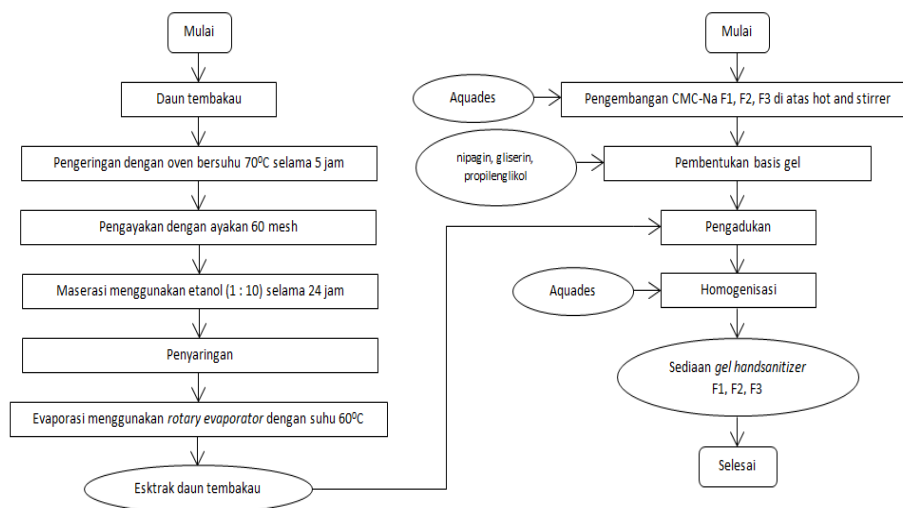 Mulai
Daun tembakau
Pengeringan dengan oven bersuhu 70⁰C selama 5 jam
Pengayakan dengan ayakan 60 mesh
Maserasi menggunakan etanol (1 : 10) selama 24 jam
Penyaringan
Evaporasi menggunakan rotary evaporator dengan suhu 60⁰C
Esktrak daun tembakau
Mulai
Aquades
Pengembangan CMC-Na F1, F2, F3 di atas hot and stirrer
nipagin, gliserin,
propilenglikol
Pembentukan basis gel
Pengadukan
Aquades
Homogenisasi
Sediaan gel handsanitizer
F1, F2, F3
Selesai